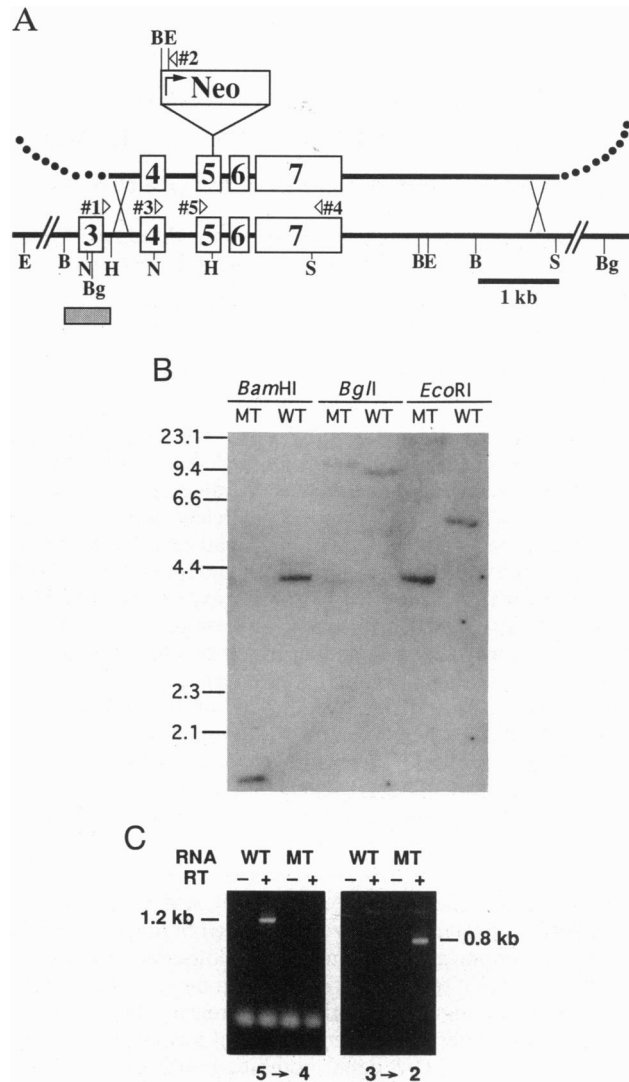 A
BE
#2
Neo
4 5 6 7
#1 #3 #5 #4
3 4 5 6 7
E B N H N H S BE B S Bg
Bg
1 kb
B
BamHI BglI EcoRI
MT WT MT WT MT WT
23.1
9.4
6.6
4.4
2.3
2.1
C
RNA WT MT WT MT
RT − + − + − + − +
1.2 kb
0.8 kb
5 → 4 3 → 2